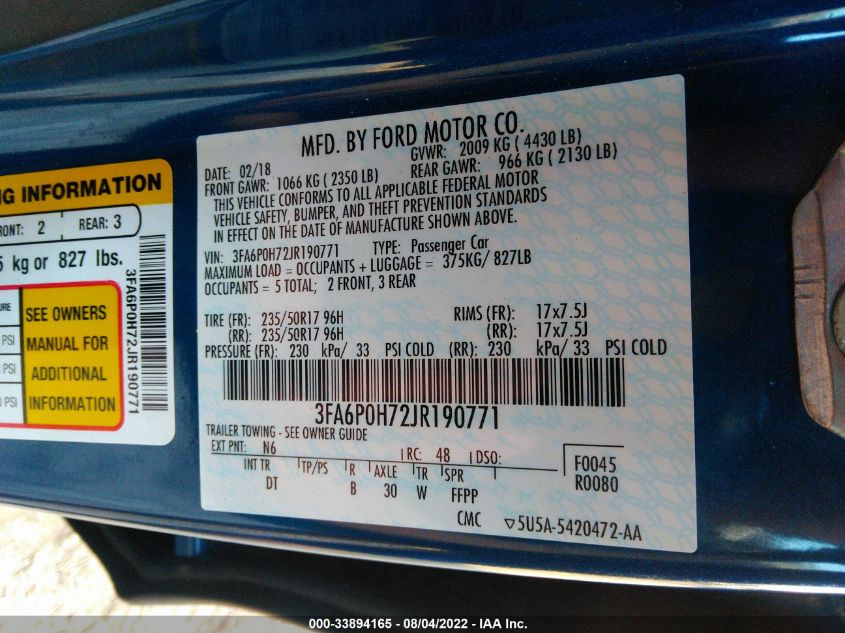 MFD. BY FORD MOTOR CO.
DATE: 02/18 GVWR: 2009 KG ( 4430 LB)
FRONT GAWR: 1066 KG ( 2350 LB) REAR GAWR: 966 KG ( 2130 LB)
THIS VEHICLE CONFORMS TO ALL APPLICABLE FEDERAL MOTOR
VEHICLE SAFETY, BUMPER, AND THEFT PREVENTION STANDARDS
IN EFFECT ON THE DATE OF MANUFACTURE SHOWN ABOVE.
VIN: 3FA6P0H72JR190771 TYPE: Passenger Car
MAXIMUM LOAD = OCCUPANTS + LUGGAGE = 375KG/ 827LB
OCCUPANTS = 5 TOTAL; 2 FRONT, 3 REAR
TIRE (FR): 235/50R17 96H RIMS (FR): 17x7.5J
(RR): 235/50R17 96H (RR): 17x7.5J
PRESSURE (FR): 230 kPa/ 33 PSI COLD (RR): 230 kPa/ 33 PSI COLD
3FA6P0H72JR190771
TRAILER TOWING - SEE OWNER GUIDE
EXT PNT: N6 RC: 48 DSO:
INT TR TP/PS R AXLE TR SPR
DT B 30 W FFPP
F0045
R0080
CMC ▽5U5A-5420472-AA
INFORMATION
FRONT: 2 REAR: 3
kg or 827 lbs.
PSI
PSI
PSI
SEE OWNERS
MANUAL FOR
ADDITIONAL
INFORMATION
3FA6P0H72JR190771
000-33894165 - 08/04/2022 - IAA Inc.